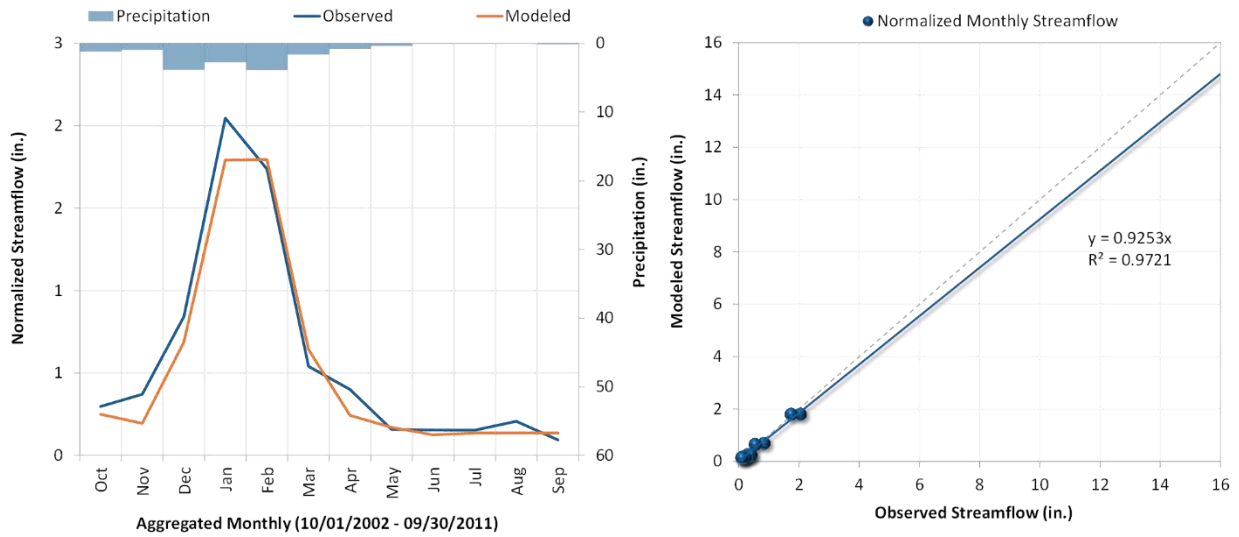 Precipitation Observed Modeled
3
2
2
1
1
0
Normalized Streamflow (in.)
0
10
20
30
40
50
60
Precipitation (in.)
Oct Nov Dec Jan Feb Mar Apr May Jun Jul Aug Sep
Aggregated Monthly (10/01/2002 - 09/30/2011)
Normalized Monthly Streamflow
16
14
12
10
8
6
4
2
0
Modeled Streamflow (in.)
y = 0.9253x
R² = 0.9721
0 2 4 6 8 10 12 14 16
Observed Streamflow (in.)